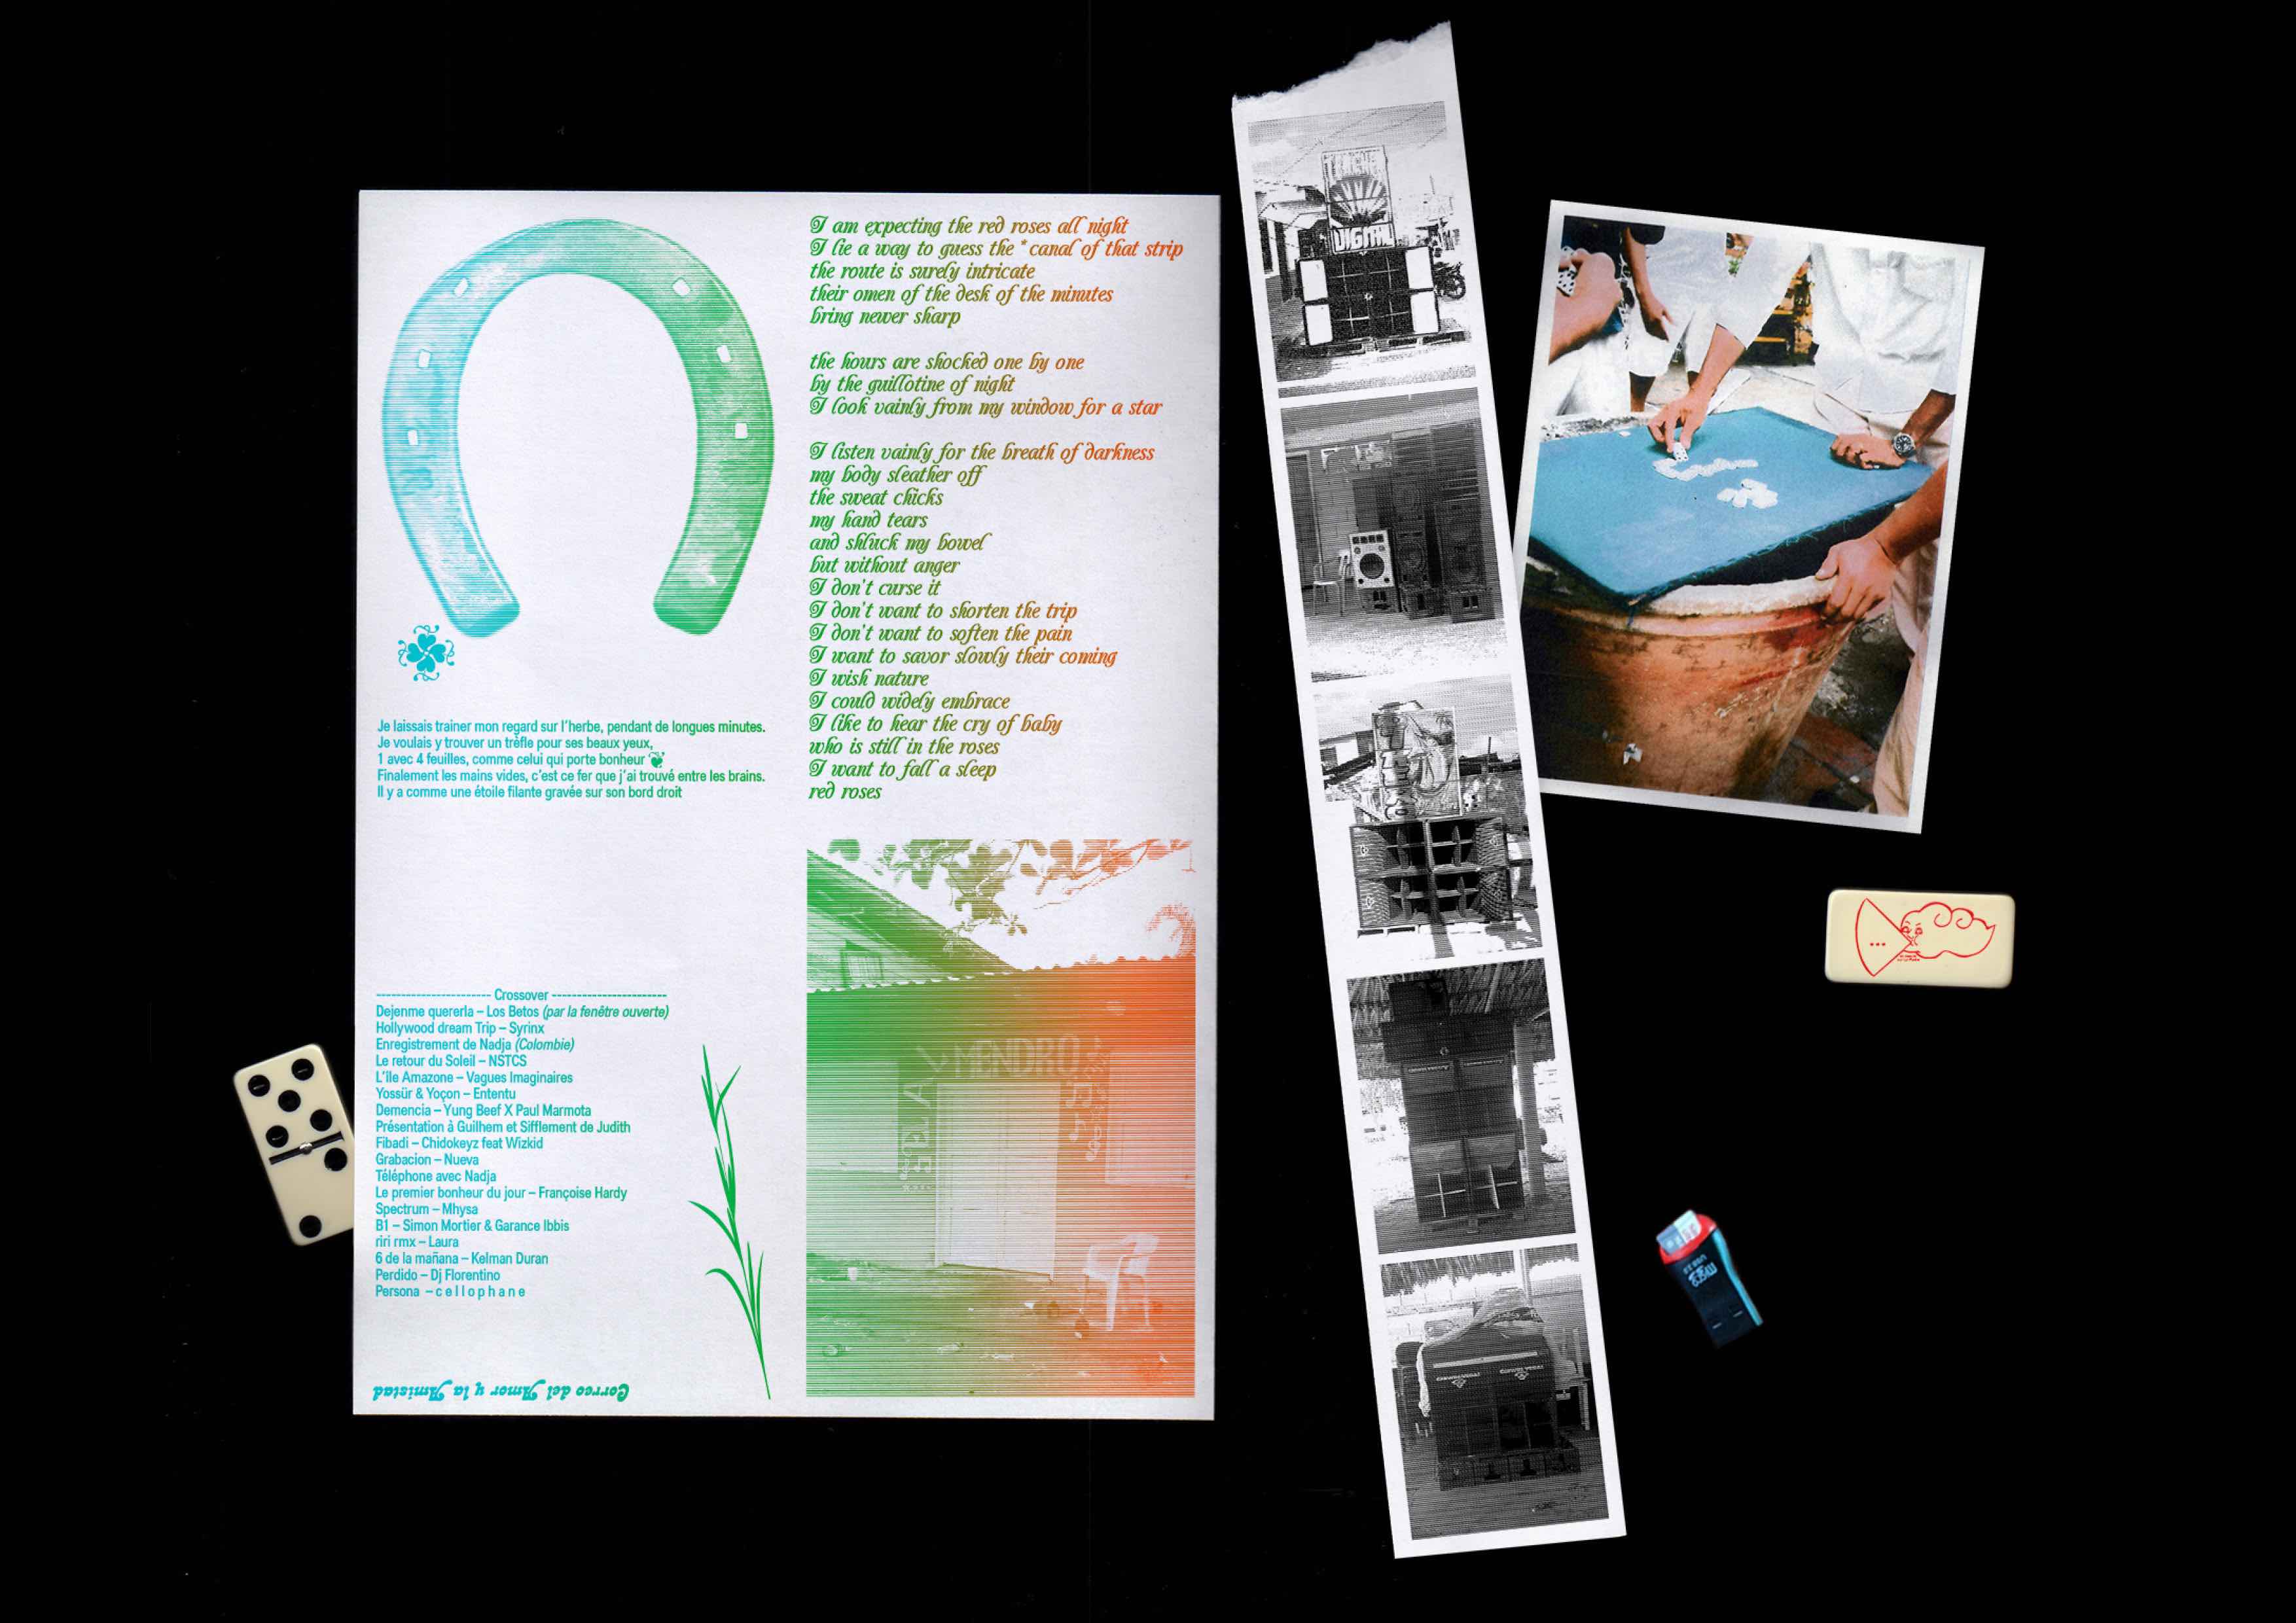 Je laissais trainer mon regard sur l'herbe, pendant de longues minutes.
Je voulais y trouver un trèfle pour ses beaux yeux,
1 avec 4 feuilles, comme celui qui porte bonheur
Finalement les mains vides, c'est ce fer que j'ai trouvé entre les brains.
Il y a comme une étoile filante gravée sur son bord droit
---------------------- Crossover ----------------------
Dejenme quererla – Los Betos (par la fenêtre ouverte)
Hollywood dream Trip – Syrinx
Enregistrement de Nadja (Colombie)
Le retour du Soleil – NSTCS
L'île Amazone – Vagues Imaginaires
Yossür & Yoçon – Ententu
Demencia – Yung Beef X Paul Marmota
Présentation à Guilhem et Sifflement de Judith
Fibadi – Chidokeyz feat Wizkid
Grabacion – Nueva
Téléphone avec Nadja
Le premier bonheur du jour – Françoise Hardy
Spectrum – Mhysa
B1 – Simon Mortier & Garance Ibbis
riri rmx – Laura
6 de la mañana – Kelman Duran
Perdido – Dj Florentino
Persona – c e l l o p h a n e
Correo del Amor y la Amistad
I am expecting the red roses all night
I lie a way to guess the *canal of that strip
the route is surely intricate
their omen of the desk of the minutes
bring newer sharp
the hours are shocked one by one
by the guillotine of night
I look vainly from my window for a star
I listen vainly for the breath of darkness
my body sleather off
the sweat chicks
my hand tears
and shluck my bowel
but without anger
I don't curse it
I don't want to shorten the trip
I don't want to soften the pain
I want to savor slowly their coming
I wish nature
I could widely embrace
I like to hear the cry of baby
who is still in the roses
I want to fall a sleep
red roses
MENDRO
DIGITAL